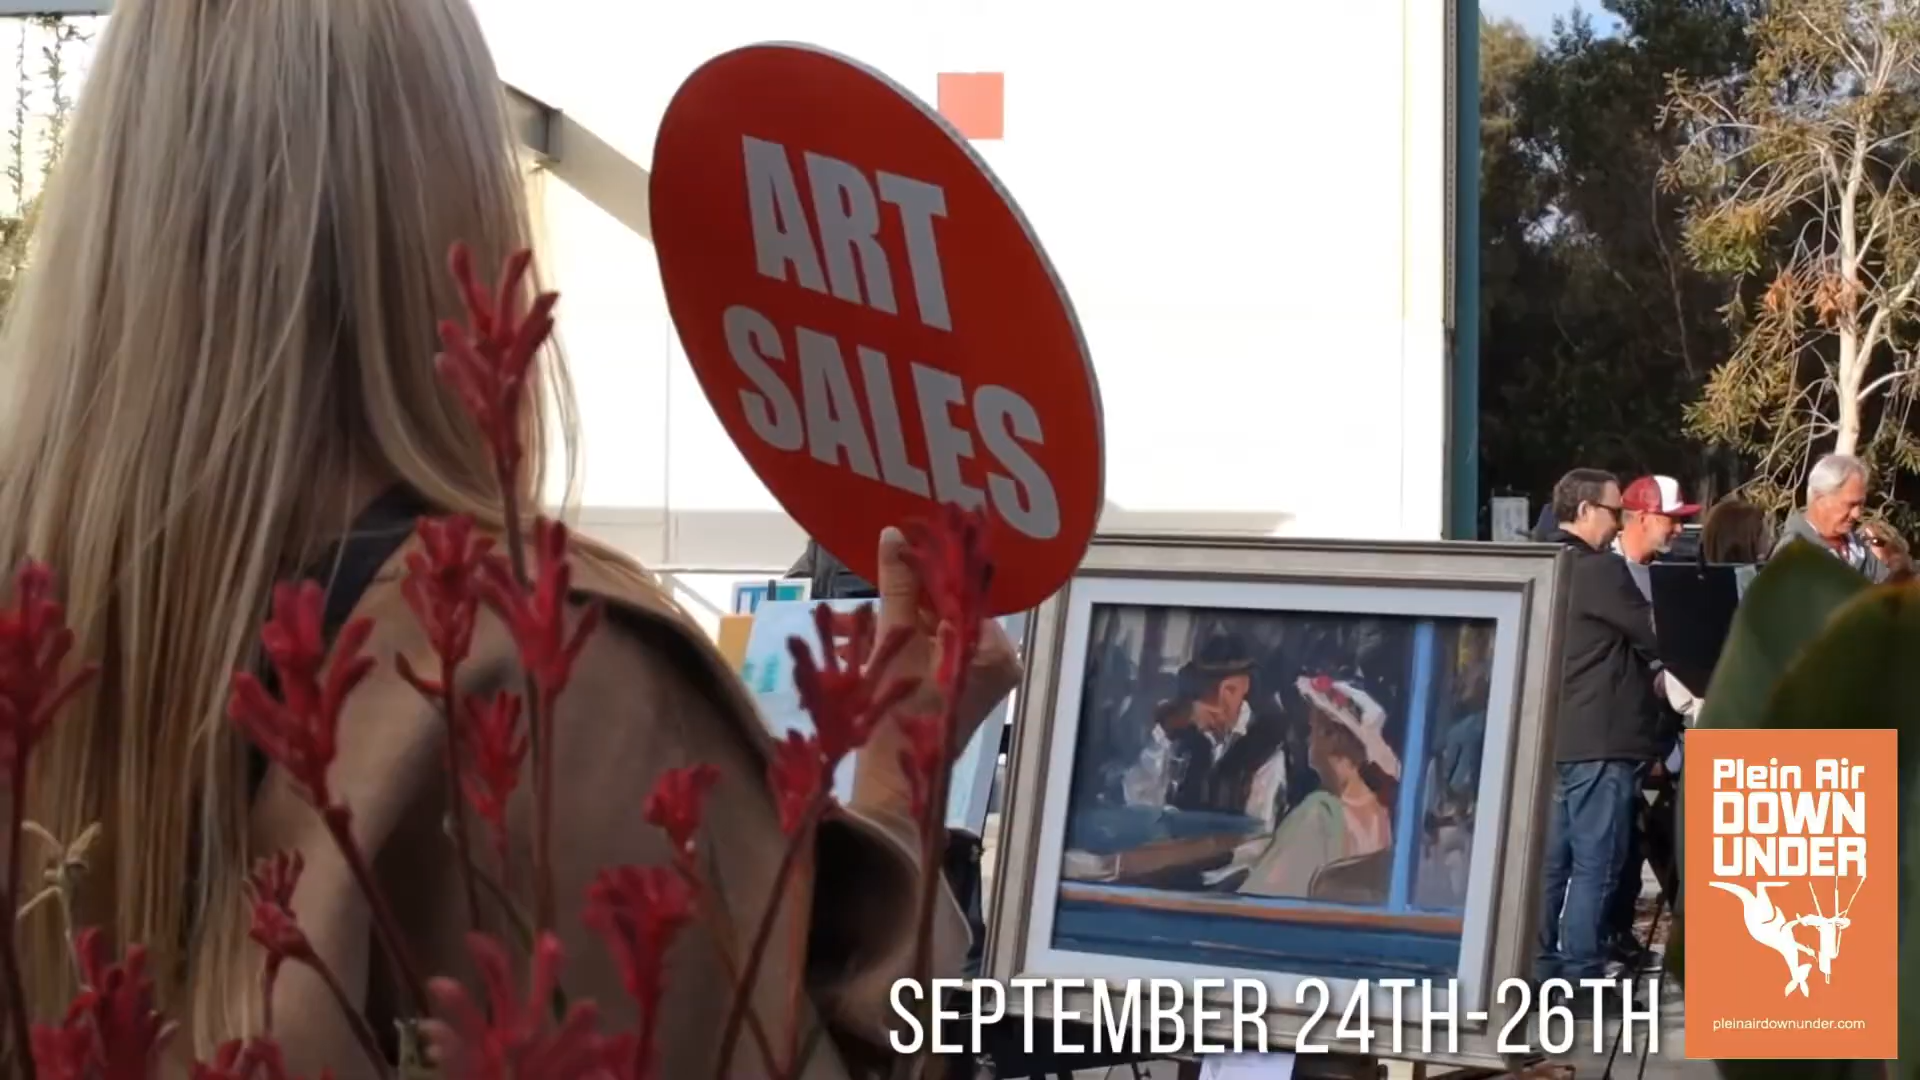 ART
SALES
SEPTEMBER 24TH-26TH
Plein Air
DOWN
UNDER
pleinairdownunder.com